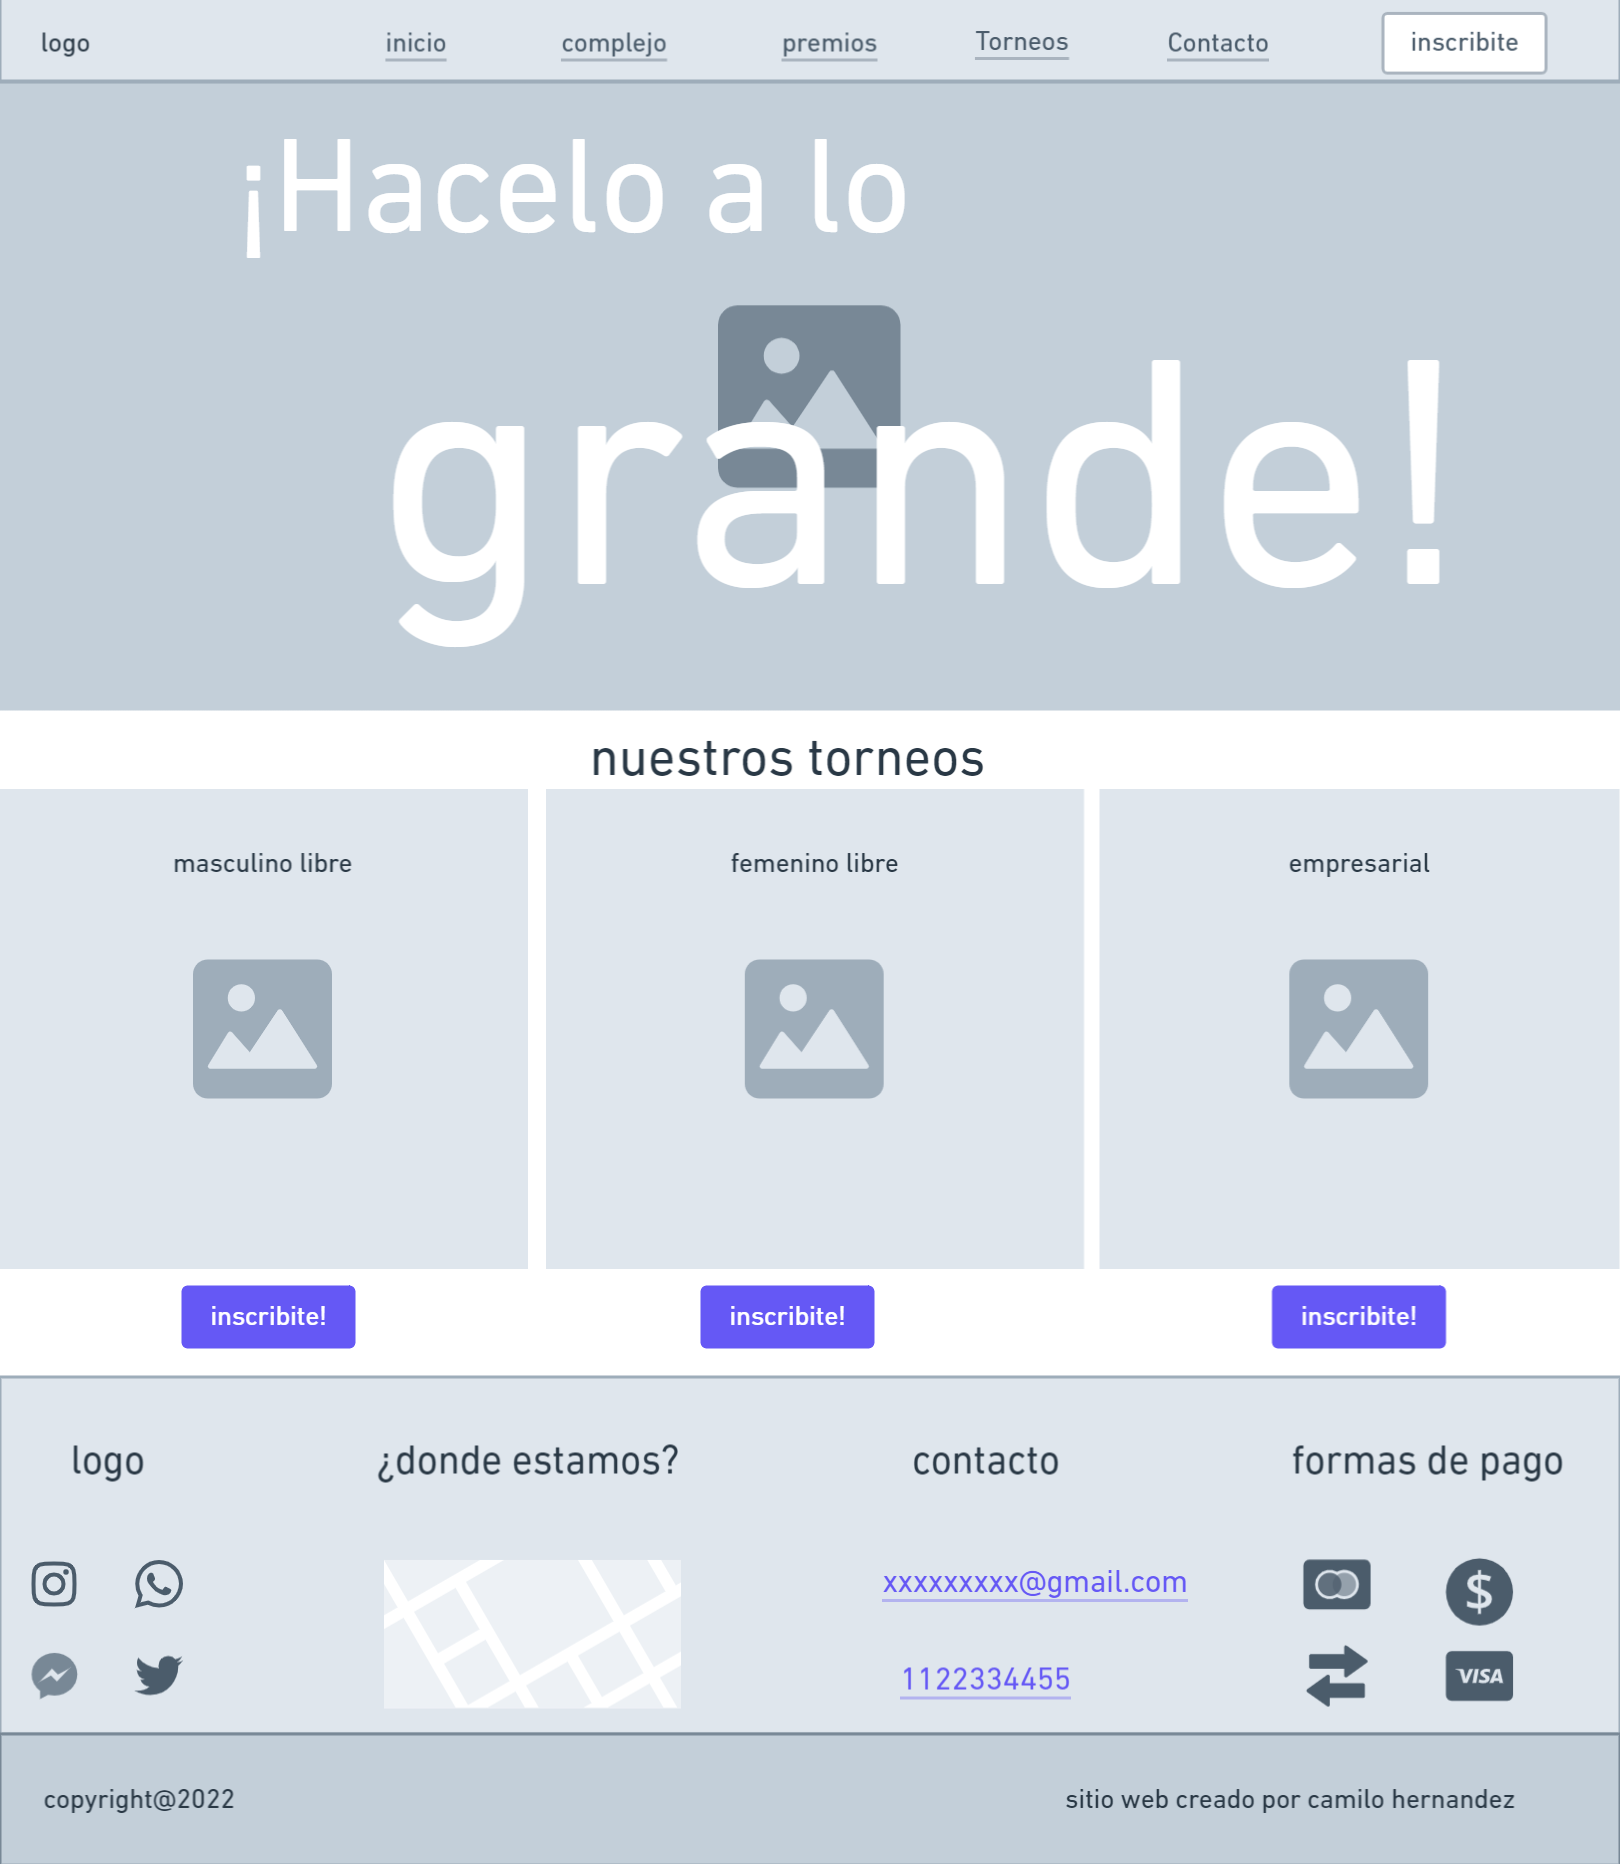 logo
inicio
complejo
premios
Torneos
Contacto
inscribite
¡Hacelo a lo
grande!
nuestros torneos
masculino libre
femenino libre
empresarial
inscribite!
inscribite!
inscribite!
logo
¿donde estamos?
contacto
formas de pago
xxxxxxxxx@gmail.com
1122334455
VISA
copyright@2022
sitio web creado por camilo hernandez